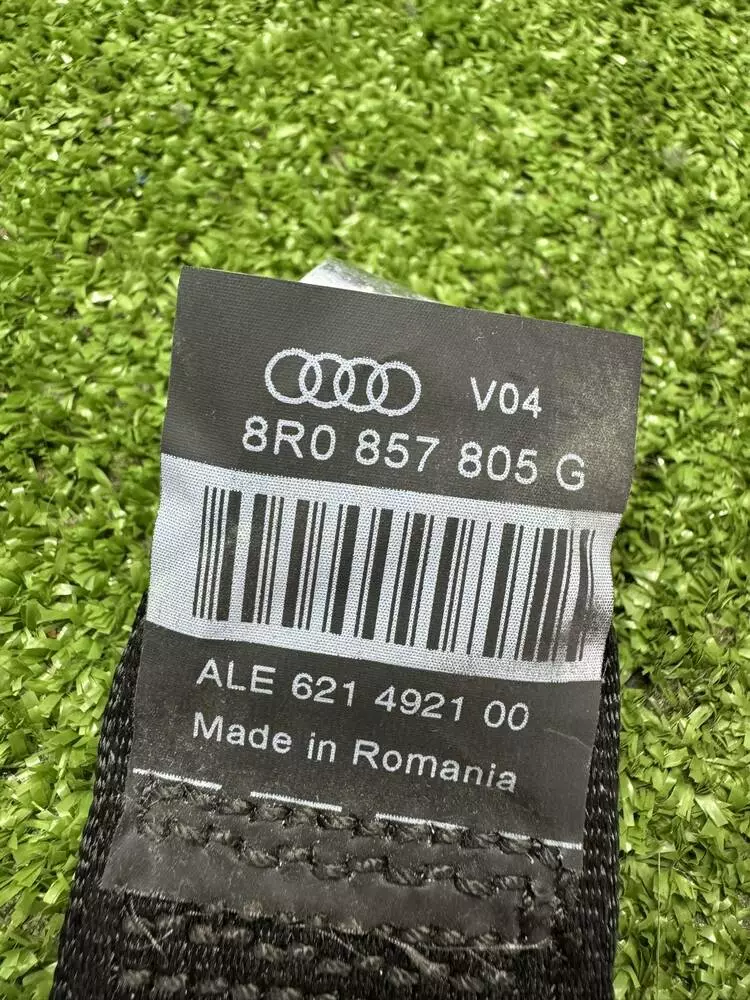 V04
8R0 857 805 G
ALE 621 4921 00
Made in Romania